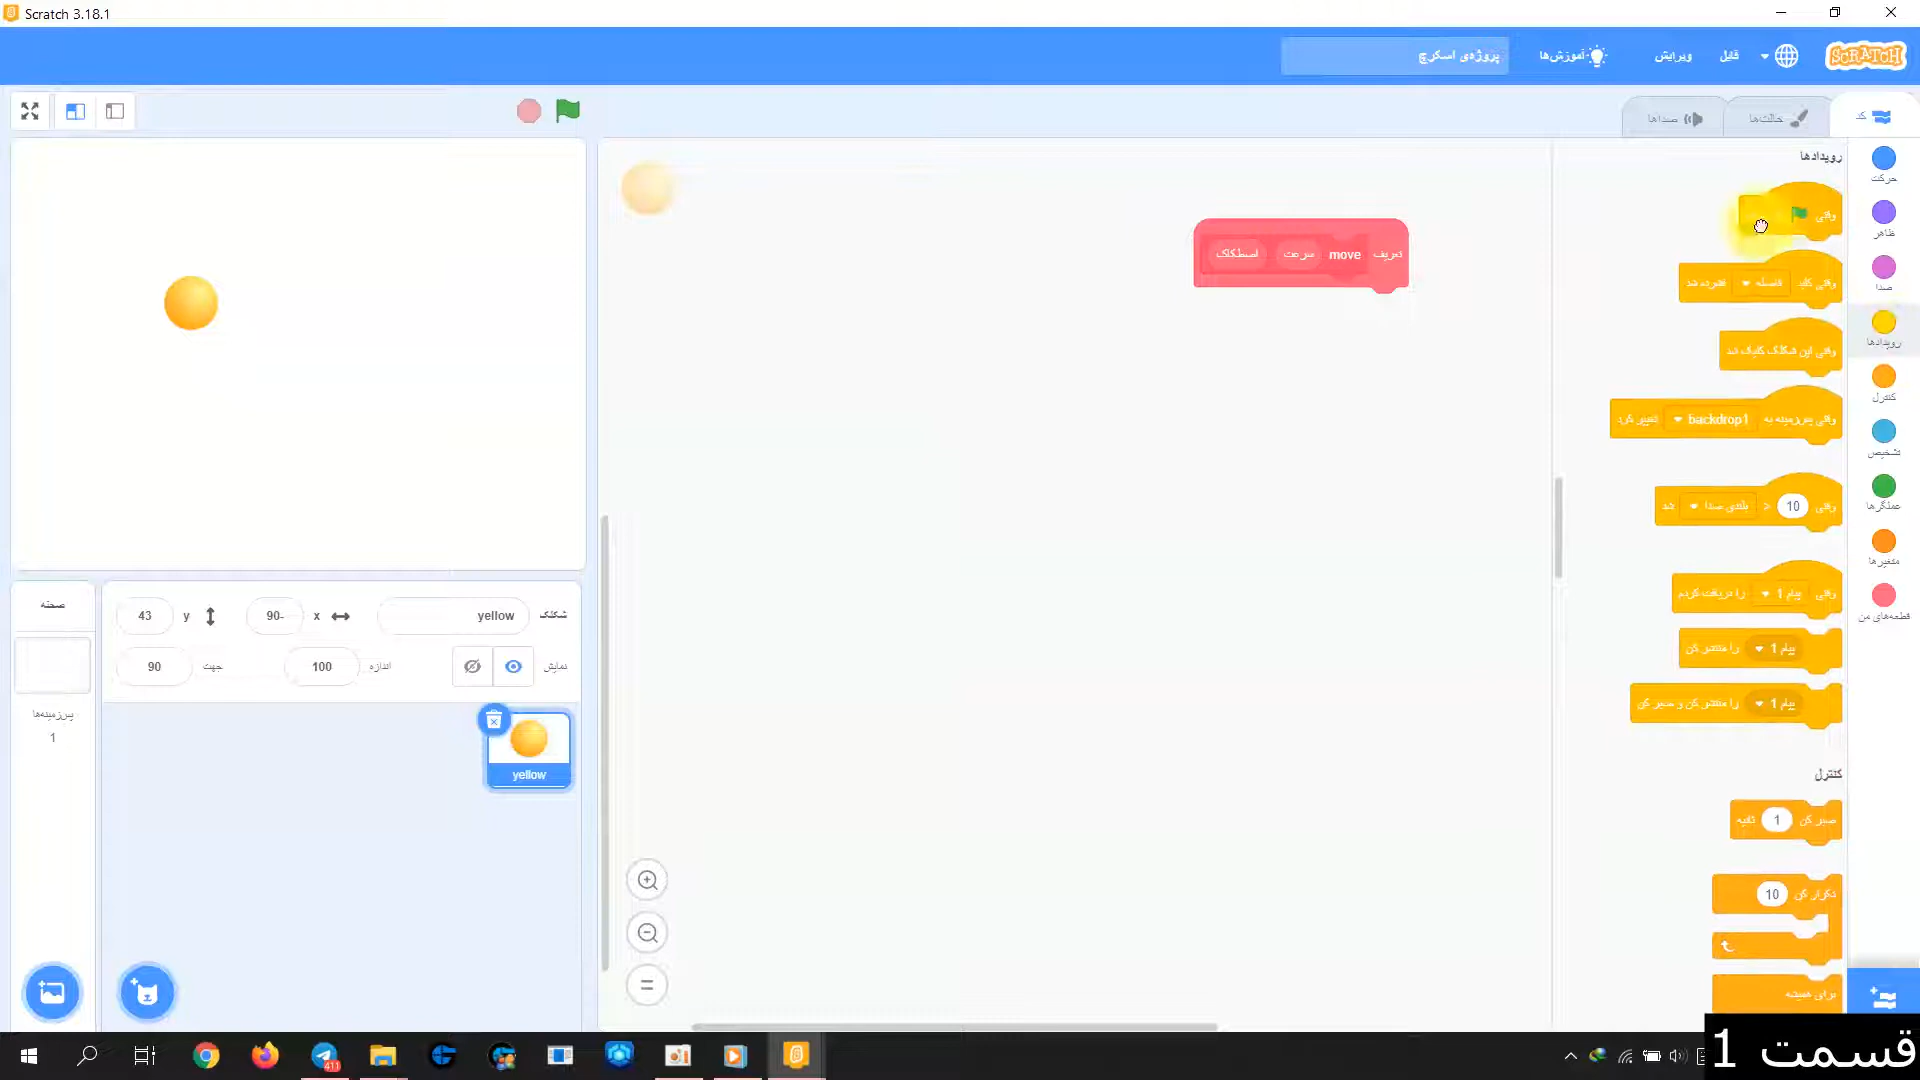 Scratch 3.18.1
SCRATCH
فایل
ویرایش
آموزش‌ها
پروژه‌ی اسکرچ
کد
حالت‌ها
صداها
حرکت
ظاهر
صدا
رویدادها
کنترل
تشخیص
عملگرها
متغیرها
قطعه‌های من
رویدادها
وقتی
وقتی کلید فاصله فشرده شد
وقتی این شکلک کلیک شد
وقتی پس‌زمینه به backdrop1 تغییر کرد
وقتی بلندی صدا > 10 شد
وقتی پیام 1 را دریافت کردم
پیام 1 را منتشر کن
پیام 1 را منتشر کن و صبر کن
کنترل
صبر کن 1 ثانیه
تکرار کن 10
برای همیشه
تعریف move سرعت اصطکاک
شکلک yellow x -90 y 43
نمایش اندازه 100 جهت 90
yellow
صحنه
پس‌زمینه‌ها
1
411
قسمت 1